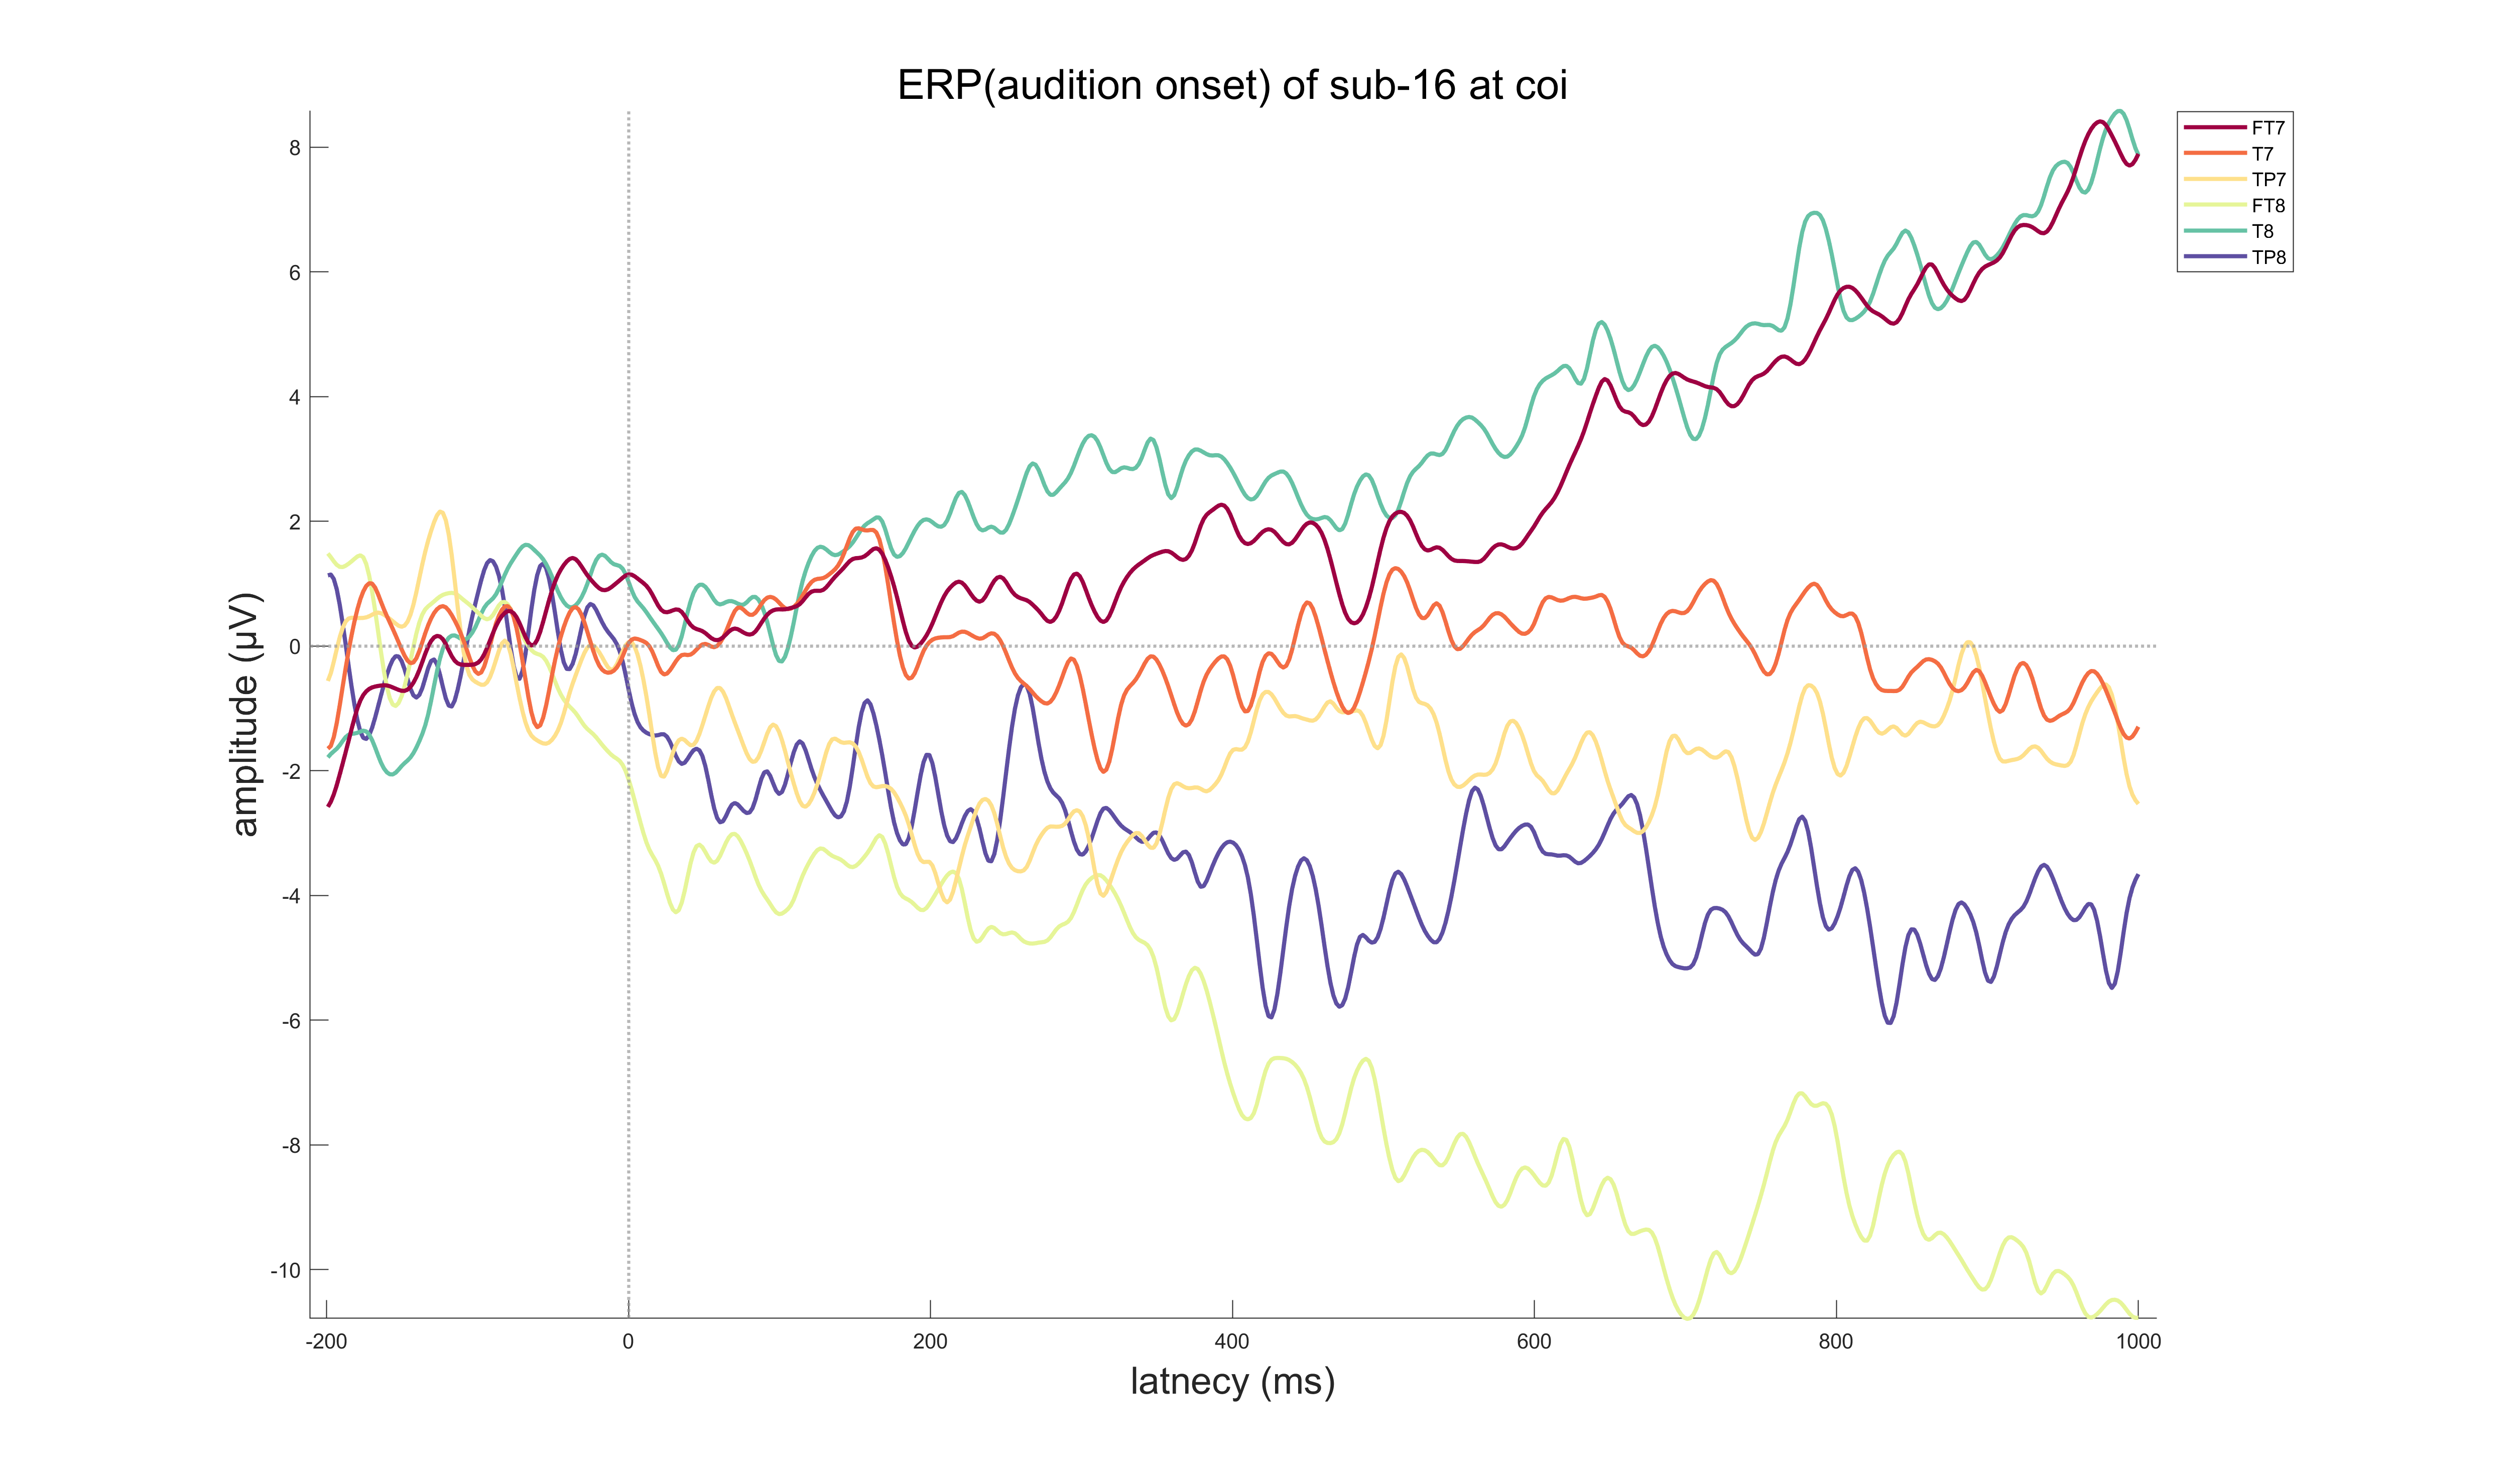 ERP(audition onset) of sub-16 at coi
FT7
T7
TP7
FT8
T8
TP8
amplitude (µV)
8
6
4
2
0
-2
-4
-6
-8
-10
-200 0 200 400 600 800 1000
latnecy (ms)